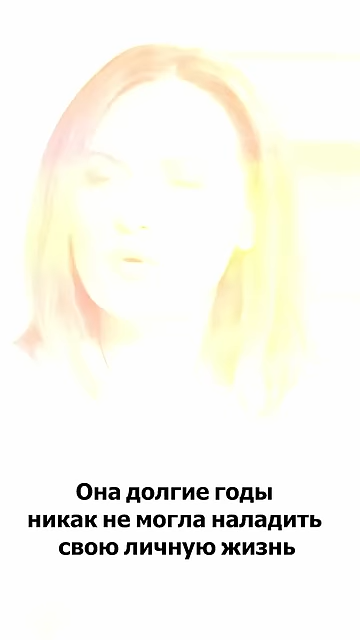 Она долгие годы
никак не могла наладить
свою личную жизнь